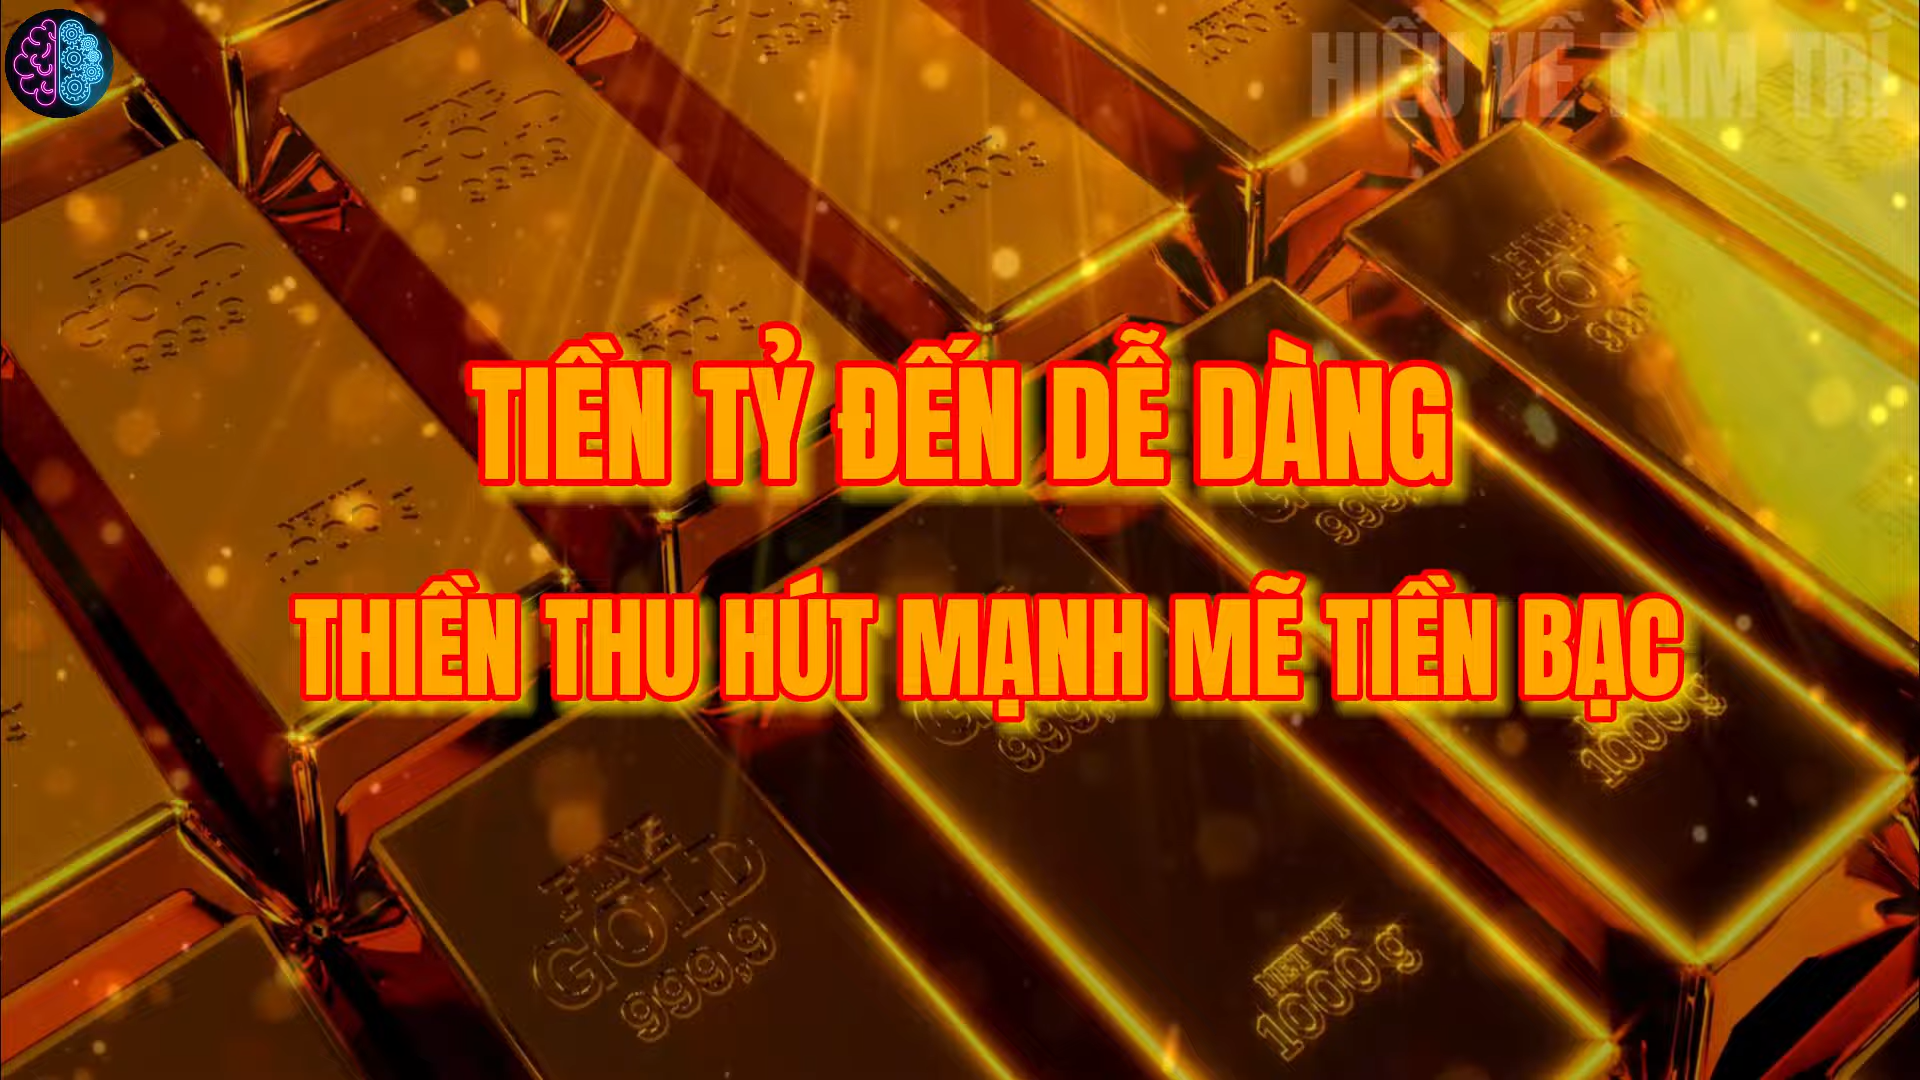 HIỂU VỀ TÂM TRÍ
TIỀN TỶ ĐẾN DỄ DÀNG
THIỀN THU HÚT MẠNH MẼ TIỀN BẠC
FINE
GOLD
999,9
NET WT
1000 g
1000 g